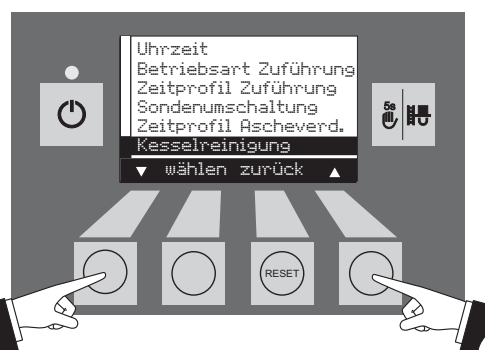 Uhrzeit
Betriebsart Zuführung
Zeitprofil Zuführung
Sondenumschaltung
Zeitprofil Ascheverd.
Kesselreinigung
▼ wählen zurück ▲
5s
RESET